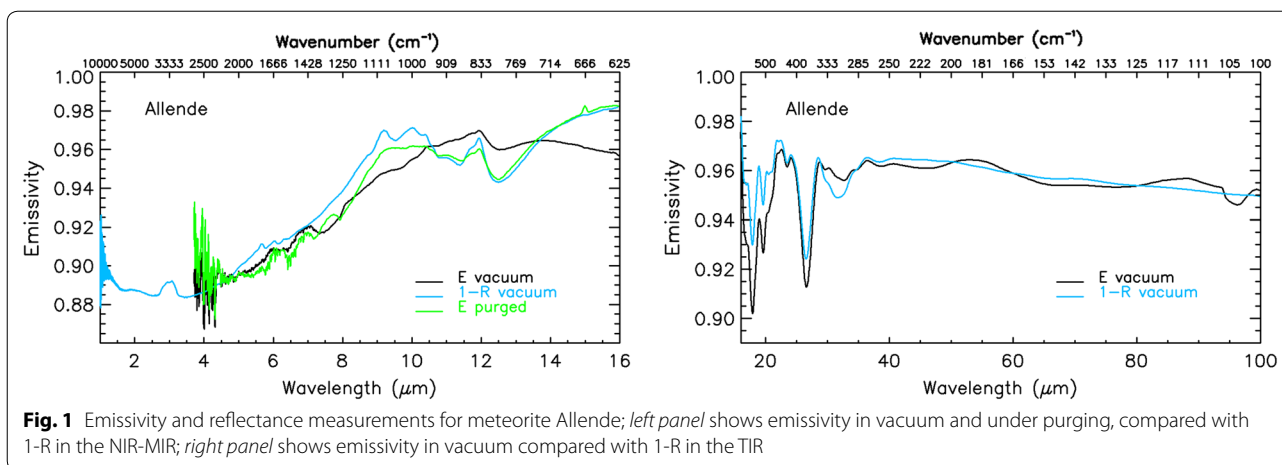 Wavenumber (cm⁻¹)
10000 5000 3333 2500 2000 1666 1428 1250 1111 1000 909 833 769 714 666 625
1.00
Allende
0.98
0.96
0.94
0.92
0.90
0.88
Emissivity
E vacuum
1-R vacuum
E purged
2 4 6 8 10 12 14 16
Wavelength (μm)
Wavenumber (cm⁻¹)
500 400 333 285 250 222 200 181 166 153 142 133 125 117 111 105 100
1.00
Allende
0.98
0.96
0.94
0.92
0.90
Emissivity
E vacuum
1-R vacuum
20 40 60 80 100
Wavelength (μm)
Fig. 1 Emissivity and reflectance measurements for meteorite Allende; left panel shows emissivity in vacuum and under purging, compared with
1-R in the NIR-MIR; right panel shows emissivity in vacuum compared with 1-R in the TIR